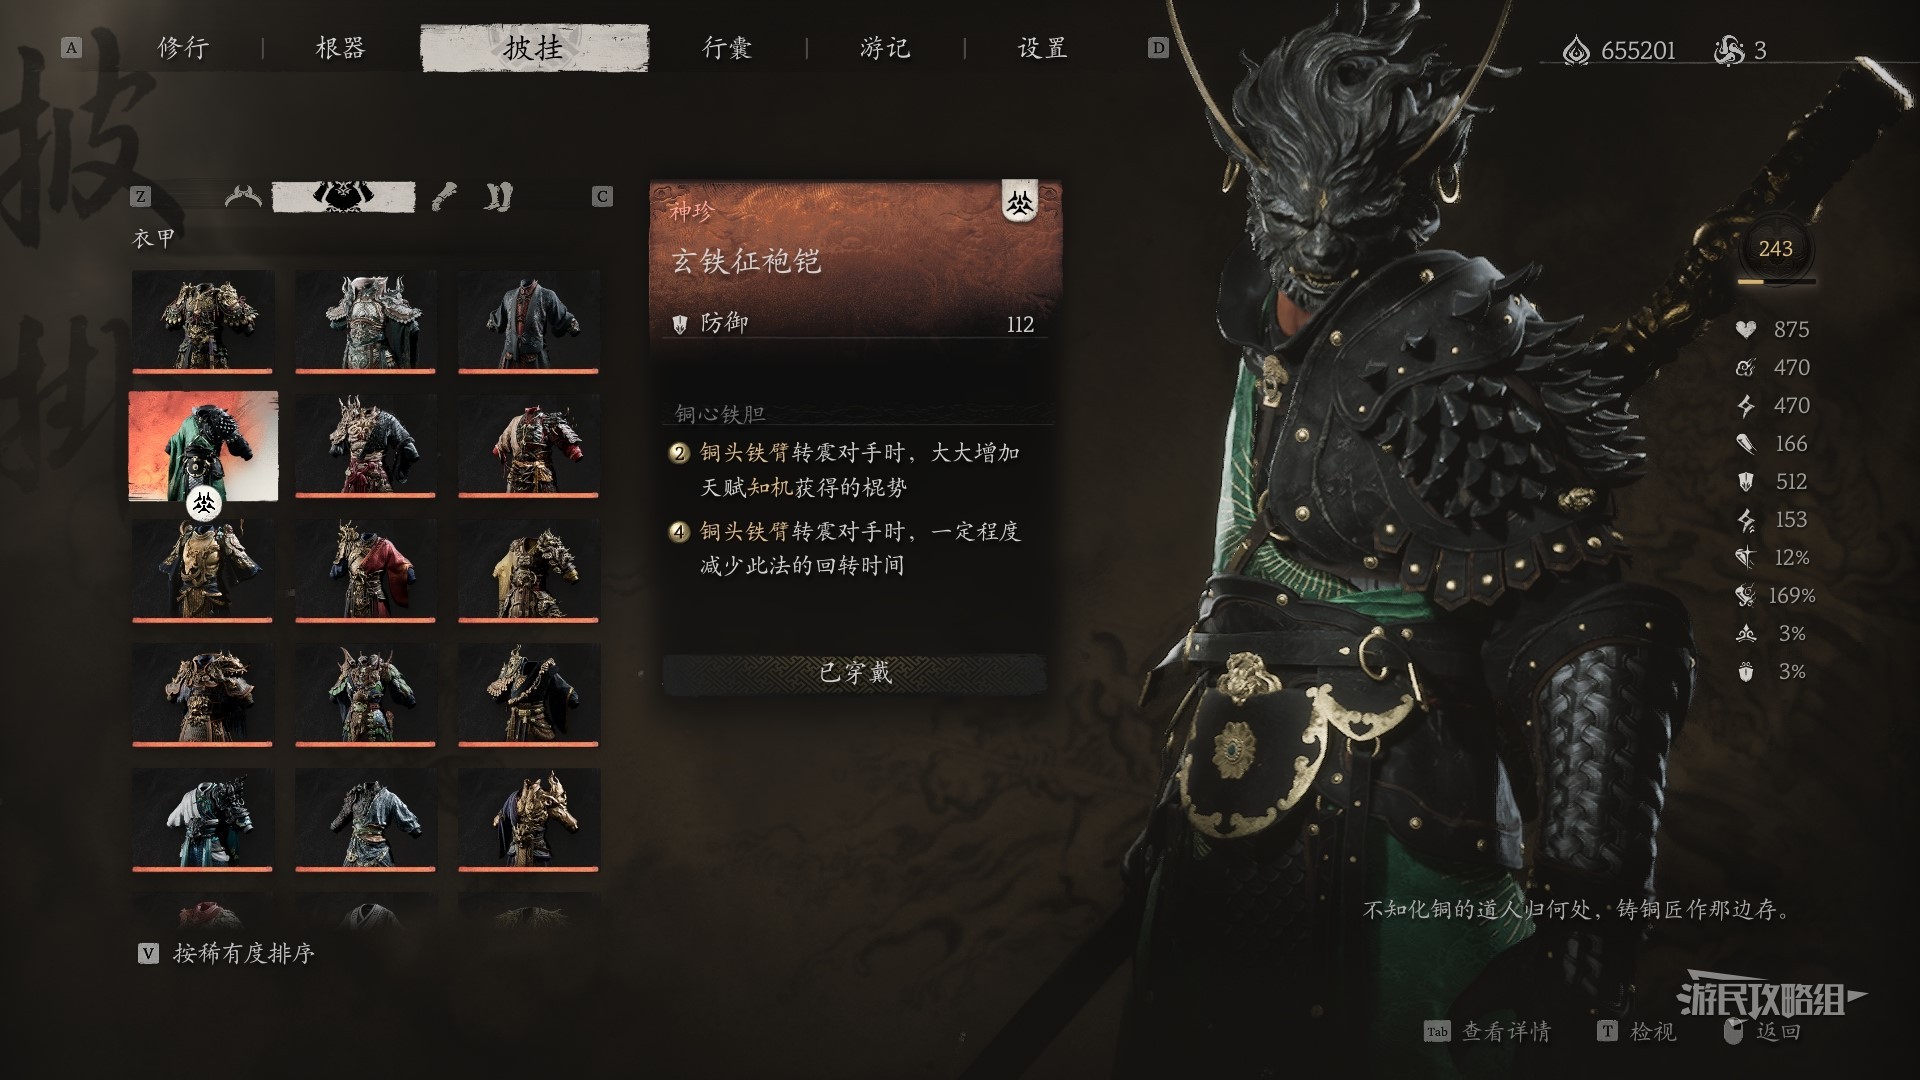 A 修行 根器 披挂 行囊 游记 设置 D
655201 3
披挂
Z C
衣甲
神珍
玄铁征袍铠
防御 112
铜心铁胆
2 铜头铁臂转震对手时，大大增加
天赋知机获得的棍势
4 铜头铁臂转震对手时，一定程度
减少此法的回转时间
已穿戴
243
875
470
470
166
512
153
12%
169%
3%
3%
不知化铜的道人归何处，铸铜匠作那边存。
V 按稀有度排序
游民攻略组
Tab 查看详情 T 检视 返回